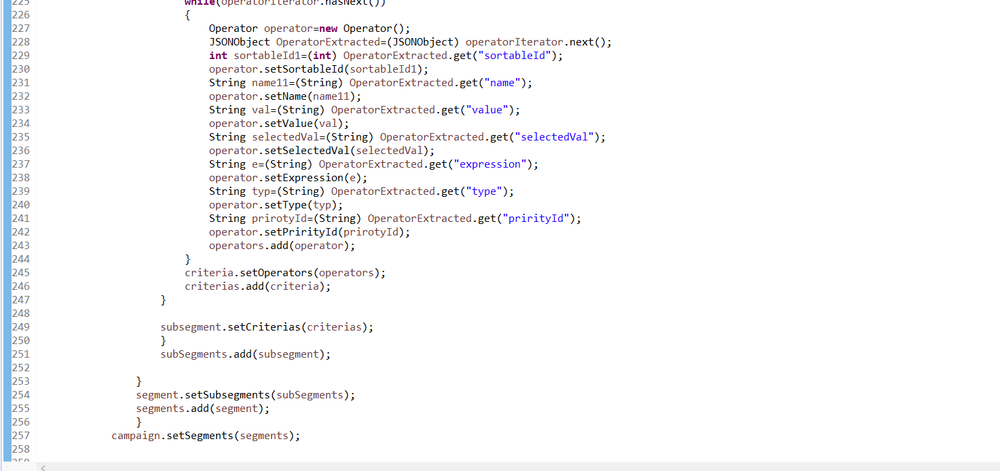 225 while(operatorIterator.hasNext())
226 {
227 Operator operator=new Operator();
228 JSONObject OperatorExtracted=(JSONObject) operatorIterator.next();
229 int sortableId1=(int) OperatorExtracted.get("sortableId");
230 operator.setSortableId(sortableId1);
231 String name11=(String) OperatorExtracted.get("name");
232 operator.setName(name11);
233 String val=(String) OperatorExtracted.get("value");
234 operator.setValue(val);
235 String selectedVal=(String) OperatorExtracted.get("selectedVal");
236 operator.setSelectedVal(selectedVal);
237 String e=(String) OperatorExtracted.get("expression");
238 operator.setExpression(e);
239 String typ=(String) OperatorExtracted.get("type");
240 operator.setType(typ);
241 String prirotyId=(String) OperatorExtracted.get("pririty​Id");
242 operator.setPrirityId(prirotyId);
243 operators.add(operator);
244 }
245 criteria.setOperators(operators);
246 criterias.add(criteria);
247 }
248
249 subsegment.setCriterias(criterias);
250 }
251 subSegments.add(subsegment);
252
253 }
254 segment.setSubsegments(subSegments);
255 segments.add(segment);
256 }
257 campaign.setSegments(segments);
258
259